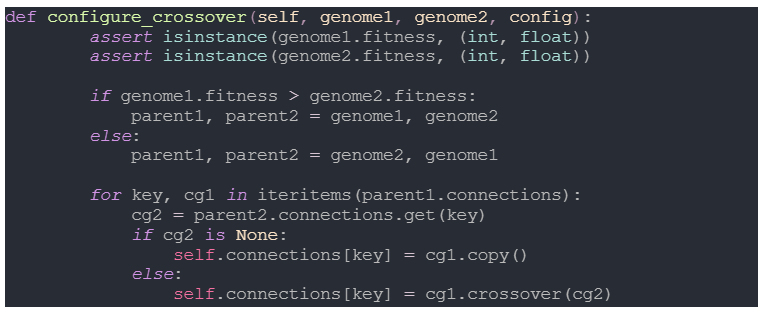 def configure_crossover(self, genome1, genome2, config):
        assert isinstance(genome1.fitness, (int, float))
        assert isinstance(genome2.fitness, (int, float))

        if genome1.fitness > genome2.fitness:
            parent1, parent2 = genome1, genome2
        else:
            parent1, parent2 = genome2, genome1

        for key, cg1 in iteritems(parent1.connections):
            cg2 = parent2.connections.get(key)
            if cg2 is None:
                self.connections[key] = cg1.copy()
            else:
                self.connections[key] = cg1.crossover(cg2)